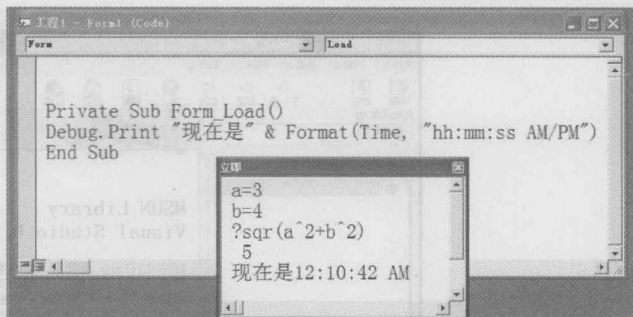 工程1 - Form1 (Code)
Form
Load
Private Sub Form_Load()
Debug.Print "现在是" & Format(Time, "hh:mm:ss AM/PM")
End Sub
立即
a=3
b=4
?sqr(a^2+b^2)
5
现在是12:10:42 AM
MSDN Library
Visual Studio